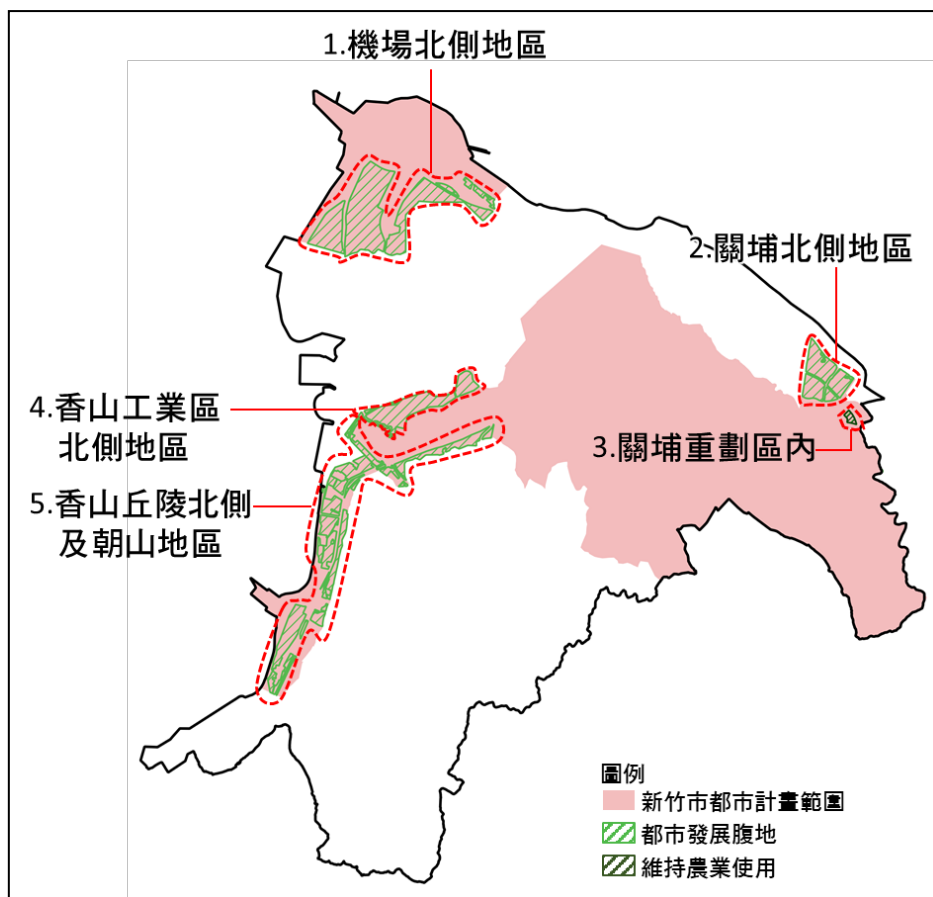 1.機場北側地區
2.關埔北側地區
3.關埔重劃區內
4.香山工業區
北側地區
5.香山丘陵北側
及朝山地區
圖例
新竹市都市計畫範圍
都市發展腹地
維持農業使用